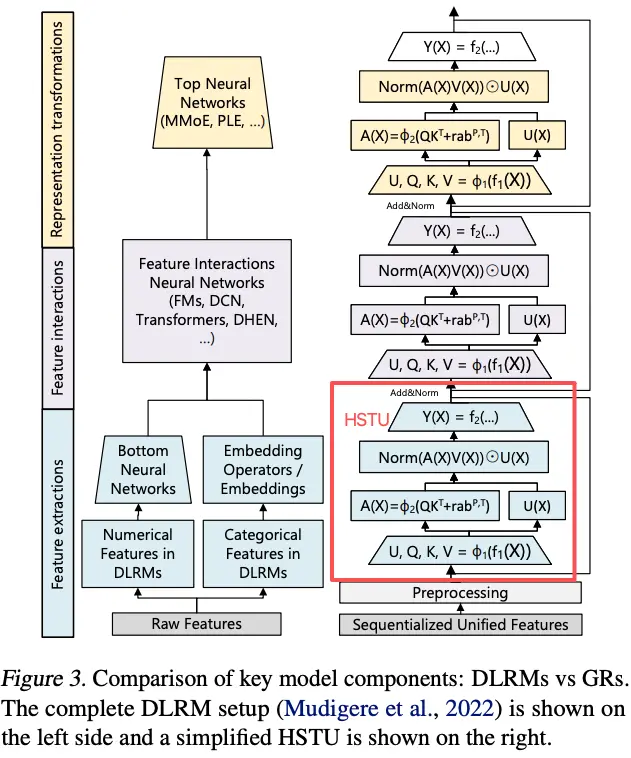 Representation transformations
Feature interactions
Feature extractions
Top Neural
Networks
(MMoE, PLE, ...)
Feature Interactions
Neural Networks
(FMs, DCN,
Transformers, DHEN,
...)
Bottom
Neural
Networks
Embedding
Operators /
Embeddings
Numerical
Features in
DLRMs
Categorical
Features in
DLRMs
Raw Features
Y(X) = f₂(...)
Norm(A(X)V(X))⊙U(X)
A(X)=ϕ₂(QKᵀ+rabᴾ,ᵀ)
U(X)
U, Q, K, V = ϕ₁(f₁(X))
Add&Norm
Y(X) = f₂(...)
Norm(A(X)V(X))⊙U(X)
A(X)=ϕ₂(QKᵀ+rabᴾ,ᵀ)
U(X)
U, Q, K, V = ϕ₁(f₁(X))
Add&Norm
HSTU
Y(X) = f₂(...)
Norm(A(X)V(X))⊙U(X)
A(X)=ϕ₂(QKᵀ+rabᴾ,ᵀ)
U(X)
U, Q, K, V = ϕ₁(f₁(X))
Preprocessing
Sequentialized Unified Features
Figure 3. Comparison of key model components: DLRMs vs GRs.
The complete DLRM setup (Mudigere et al., 2022) is shown on
the left side and a simplified HSTU is shown on the right.